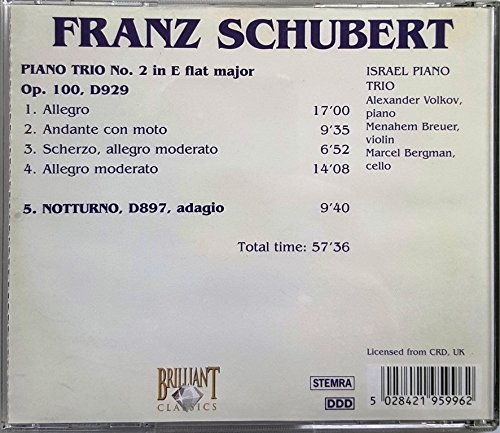 FRANZ SCHUBERT
PIANO TRIO No. 2 in E flat major
Op. 100, D929
1. Allegro 17'00
2. Andante con moto 9'35
3. Scherzo, allegro moderato 6'52
4. Allegro moderato 14'08
5. NOTTURNO, D897, adagio 9'40
Total time: 57'36
ISRAEL PIANO
TRIO
Alexander Volkov,
piano
Menahem Breuer,
violin
Marcel Bergman,
cello
BRILLIANT
CLASSICS
STEMRA
DDD
Licensed from CRD, UK
5 028421 959962